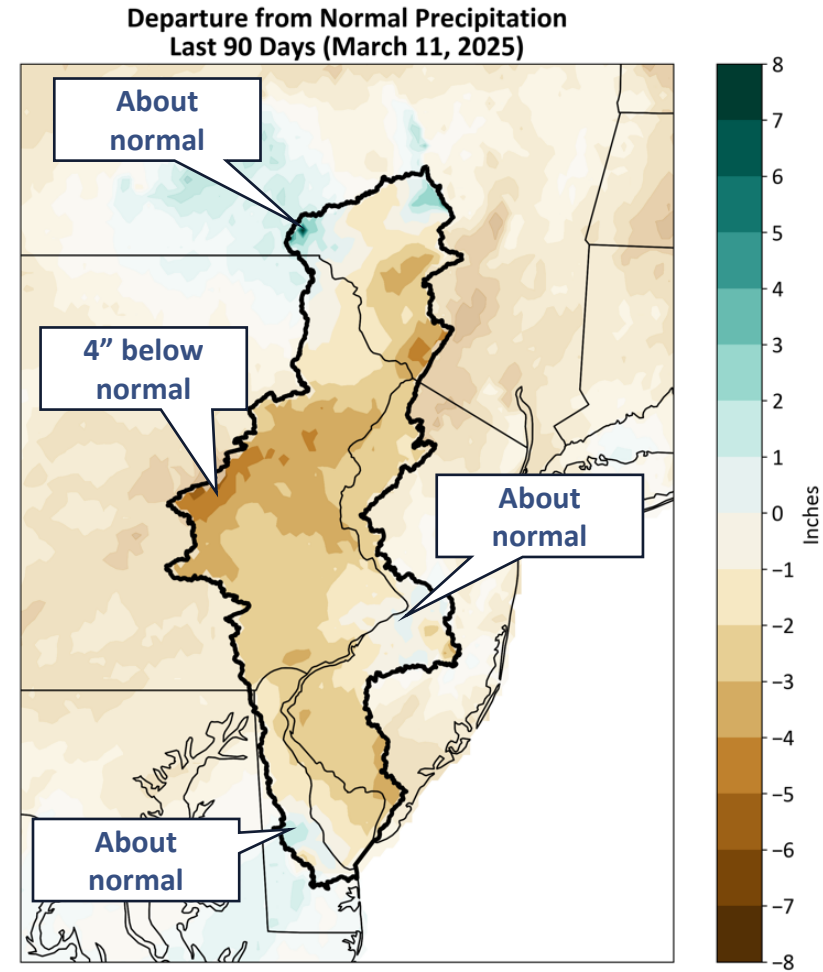 Departure from Normal Precipitation
Last 90 Days (March 11, 2025)
About
normal
4” below
normal
About
normal
About
normal
8
7
6
5
4
3
2
1
0
−1
−2
−3
−4
−5
−6
−7
−8
Inches